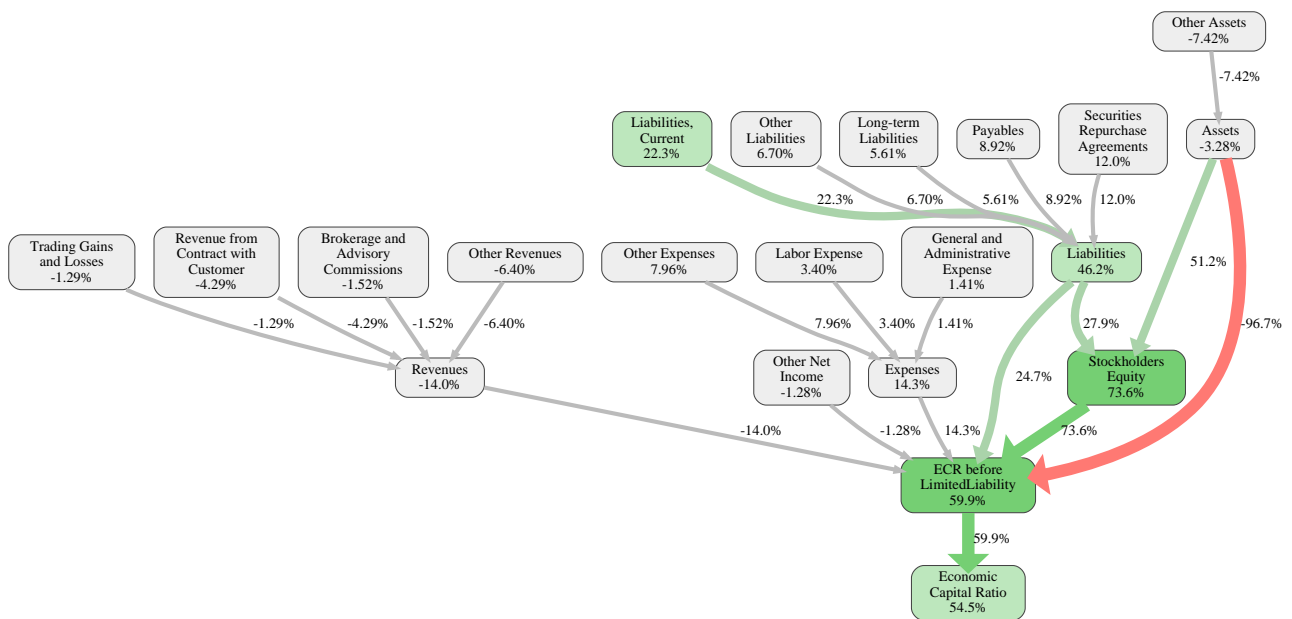 Other Assets
-7.42%
-7.42%
Liabilities,
Current
22.3%
Other
Liabilities
6.70%
Long-term
Liabilities
5.61%
Payables
8.92%
Securities
Repurchase
Agreements
12.0%
Assets
-3.28%
22.3%
6.70%
5.61%
8.92%
12.0%
Trading Gains
and Losses
-1.29%
Revenue from
Contract with
Customer
-4.29%
Brokerage and
Advisory
Commissions
-1.52%
Other Revenues
-6.40%
Other Expenses
7.96%
Labor Expense
3.40%
General and
Administrative
Expense
1.41%
Liabilities
46.2%
51.2%
-1.29%
-4.29%
-1.52%
-6.40%
7.96%
3.40%
1.41%
27.9%
-96.7%
Revenues
-14.0%
Other Net
Income
-1.28%
Expenses
14.3%
24.7%
Stockholders
Equity
73.6%
-14.0%
-1.28%
14.3%
73.6%
ECR before
LimitedLiability
59.9%
59.9%
Economic
Capital Ratio
54.5%